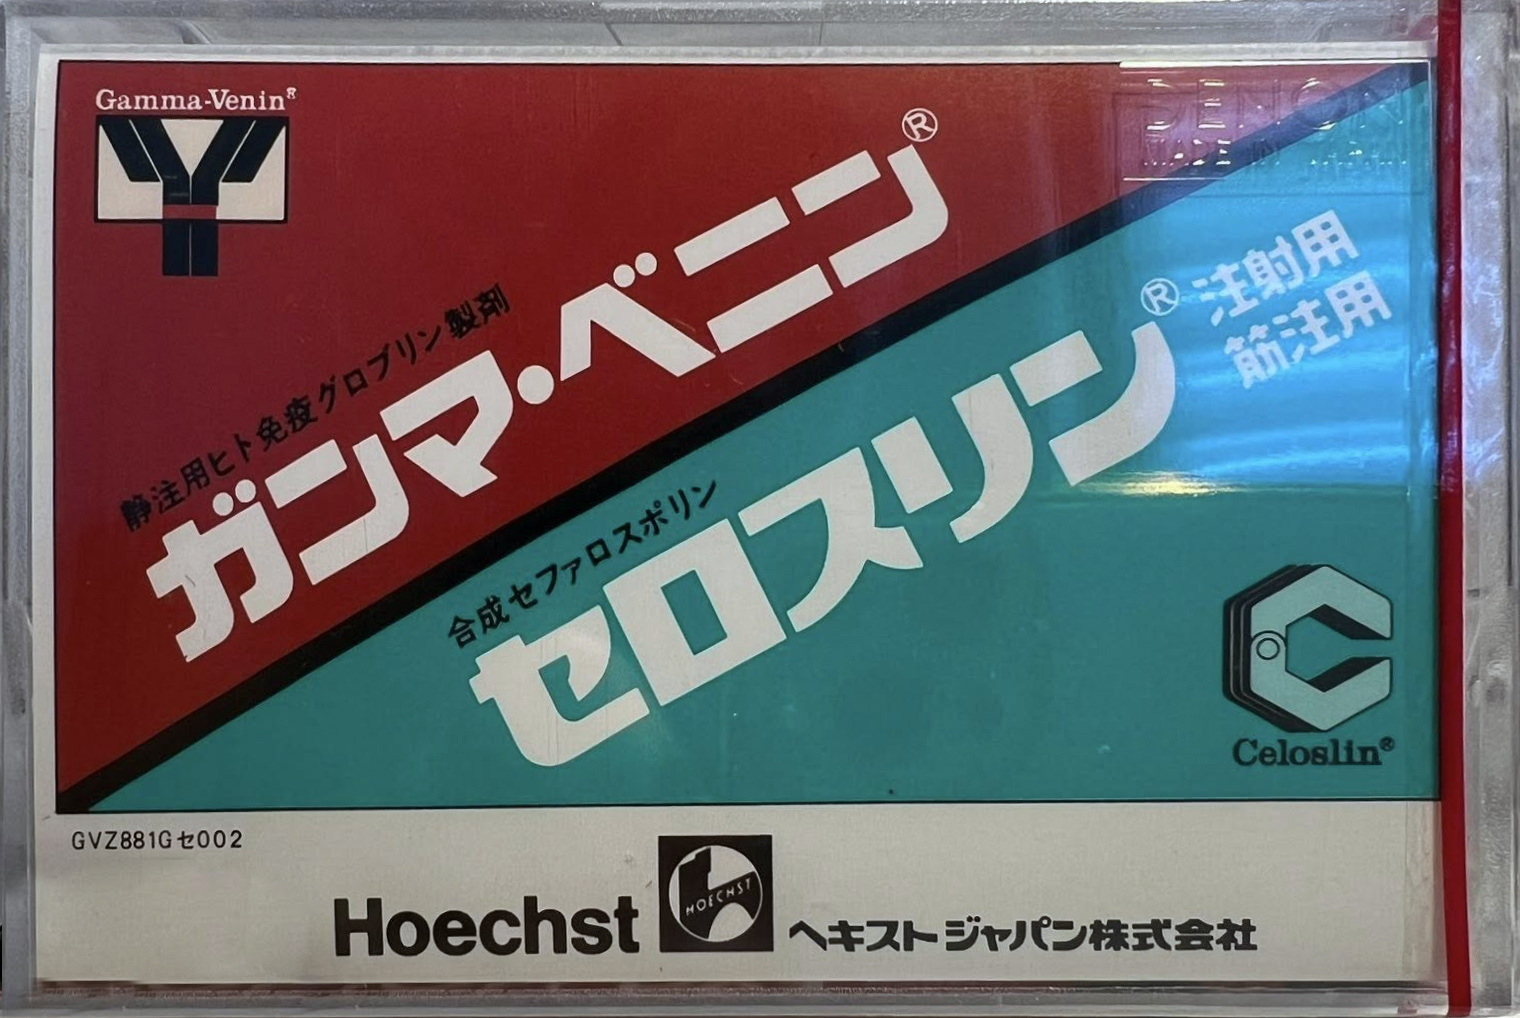 Gamma-Venin®
静注用ヒト免疫グロブリン製剤
ガンマ・ベニン®
合成セファロスポリン
セロスリン®
注射用
筋注用
Celoslin®
GVZ881Gセ002
Hoechst
HOECHST
ヘキストジャパン株式会社
DENON